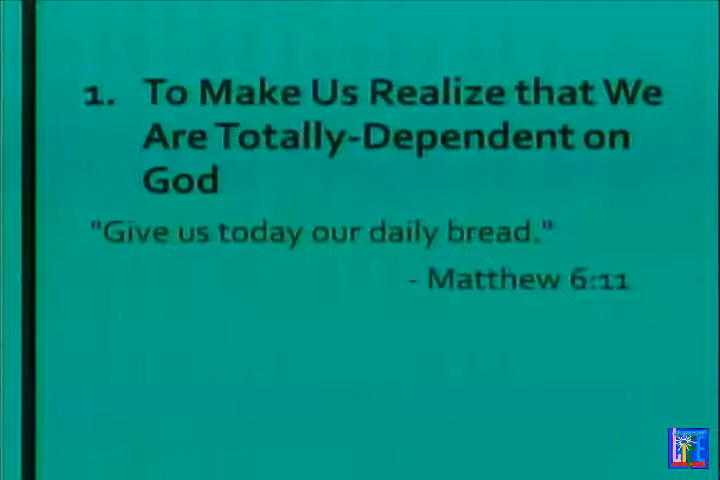 1. To Make Us Realize that We
Are Totally-Dependent on
God
"Give us today our daily bread."
- Matthew 6:11
LIFE